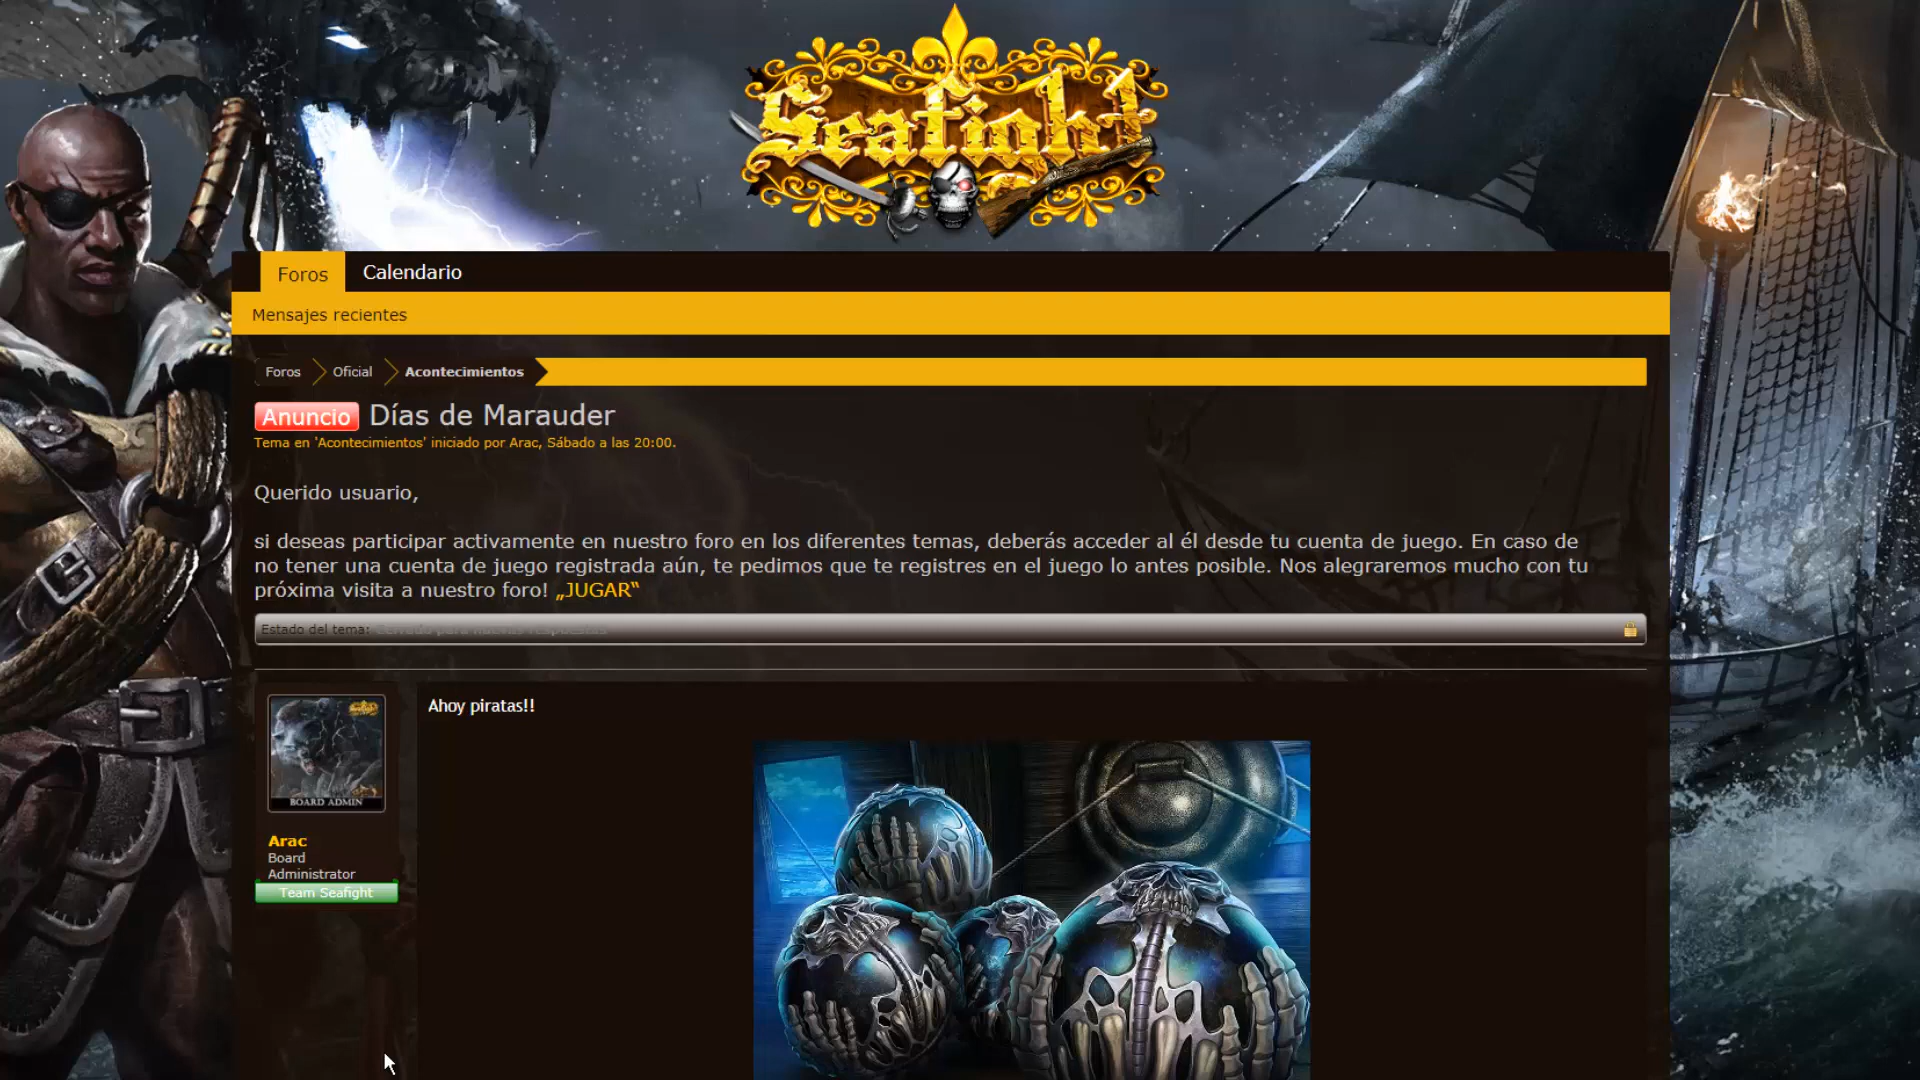 Seafight
Foros
Calendario
Mensajes recientes
Foros
Oficial
Acontecimientos
Anuncio Días de Marauder
Tema en 'Acontecimientos' iniciado por Arac, Sábado a las 20:00.
Querido usuario,
si deseas participar activamente en nuestro foro en los diferentes temas, deberás acceder al él desde tu cuenta de juego. En caso de
no tener una cuenta de juego registrada aún, te pedimos que te registres en el juego lo antes posible. Nos alegraremos mucho con tu
próxima visita a nuestro foro! „JUGAR“
Estado del tema: Cerrado para nuevas respuestas
BOARD ADMIN
Arac
Board
Administrator
Team Seafight
Ahoy piratas!!